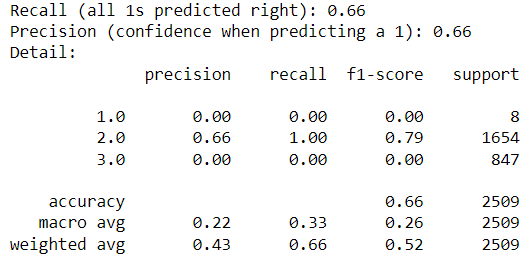 Recall (all 1s predicted right): 0.66
Precision (confidence when predicting a 1): 0.66
Detail:
precision recall f1-score support
1.0 0.00 0.00 0.00 8
2.0 0.66 1.00 0.79 1654
3.0 0.00 0.00 0.00 847
accuracy 0.66 2509
macro avg 0.22 0.33 0.26 2509
weighted avg 0.43 0.66 0.52 2509